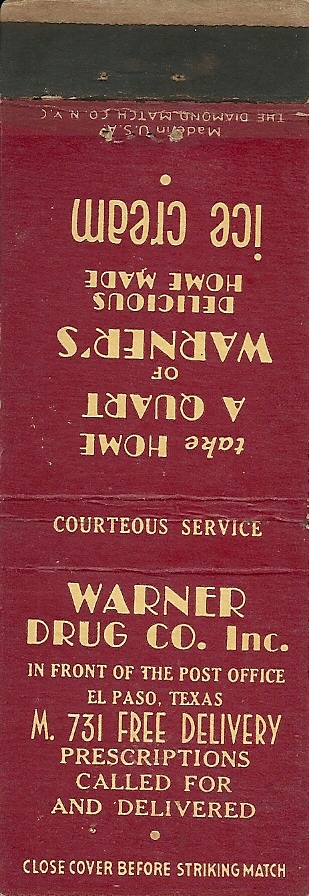 THE DIAMOND MATCH CO. N.Y.C.
Made in U.S.A.
take HOME
A QUART
OF
WARNER'S
DELICIOUS
HOME MADE
ice cream
COURTEOUS SERVICE
WARNER
DRUG CO. Inc.
IN FRONT OF THE POST OFFICE
EL PASO, TEXAS
M. 731 FREE DELIVERY
PRESCRIPTIONS
CALLED FOR
AND DELIVERED
CLOSE COVER BEFORE STRIKING MATCH